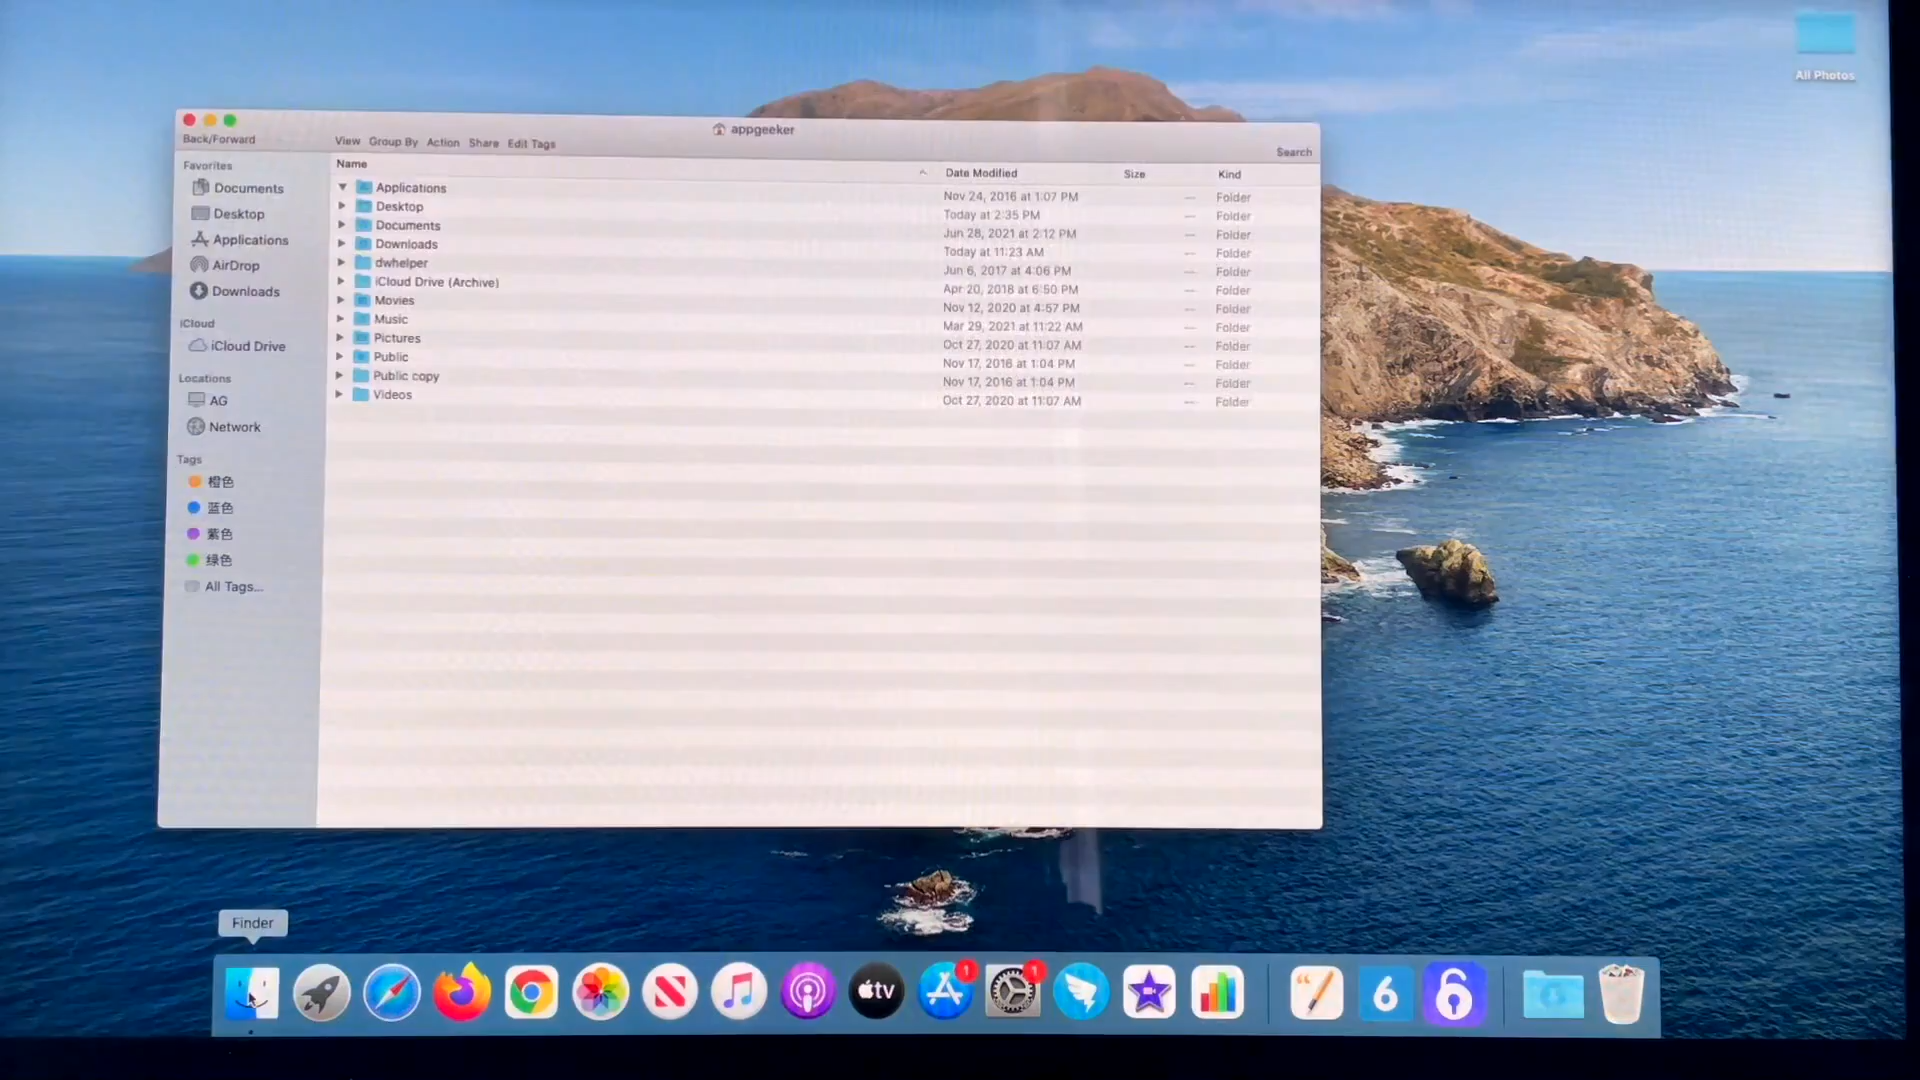 All Photos
appgeeker
Back/Forward
View Group By Action Share Edit Tags
Search
Favorites
Documents
Desktop
Applications
AirDrop
Downloads
iCloud
iCloud Drive
Locations
AG
Network
Tags
橙色
蓝色
紫色
绿色
All Tags...
Name Date Modified Size Kind
Applications Nov 24, 2016 at 1:07 PM -- Folder
Desktop Today at 2:35 PM -- Folder
Documents Jun 28, 2021 at 2:12 PM -- Folder
Downloads Today at 11:23 AM -- Folder
dwhelper Jun 6, 2017 at 4:06 PM -- Folder
iCloud Drive (Archive) Apr 20, 2018 at 6:50 PM -- Folder
Movies Nov 12, 2020 at 4:57 PM -- Folder
Music Mar 29, 2021 at 11:22 AM -- Folder
Pictures Oct 27, 2020 at 11:07 AM -- Folder
Public Nov 17, 2016 at 1:04 PM -- Folder
Public copy Nov 17, 2016 at 1:04 PM -- Folder
Videos Oct 27, 2020 at 11:07 AM -- Folder
Finder
tv
1
1
6